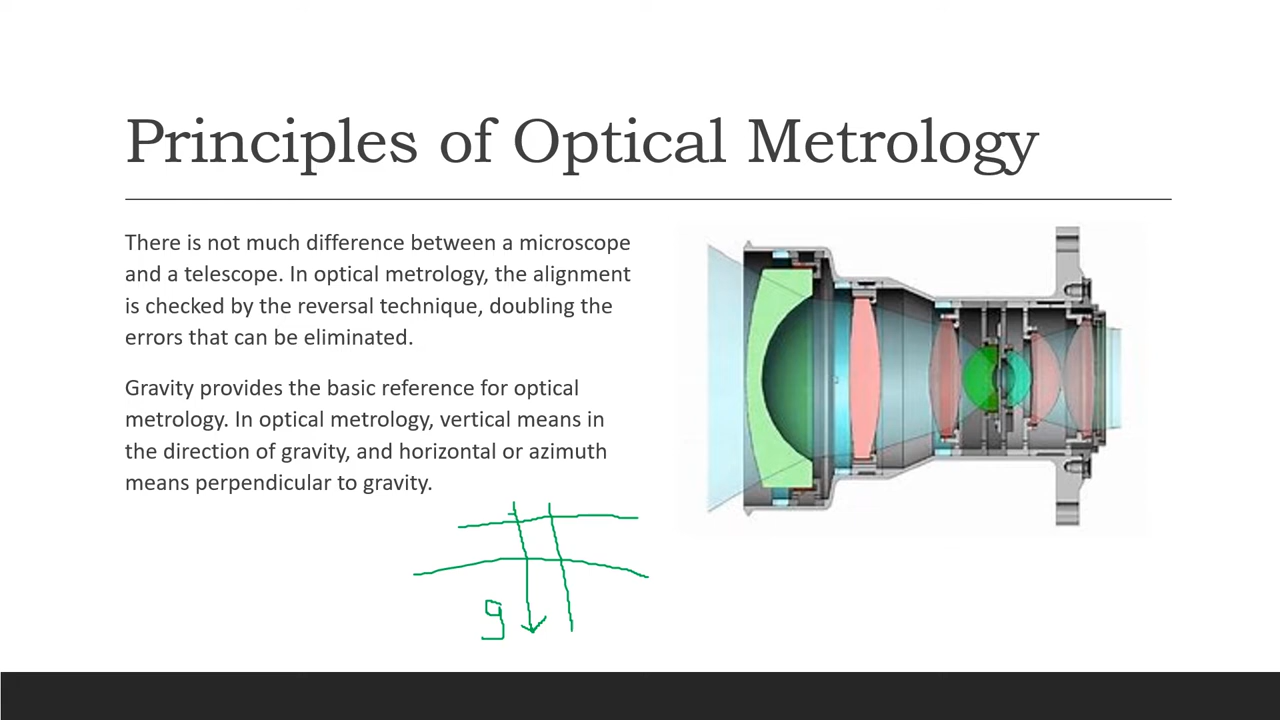 Principles of Optical Metrology
There is not much difference between a microscope
and a telescope. In optical metrology, the alignment
is checked by the reversal technique, doubling the
errors that can be eliminated.
Gravity provides the basic reference for optical
metrology. In optical metrology, vertical means in
the direction of gravity, and horizontal or azimuth
means perpendicular to gravity.
g